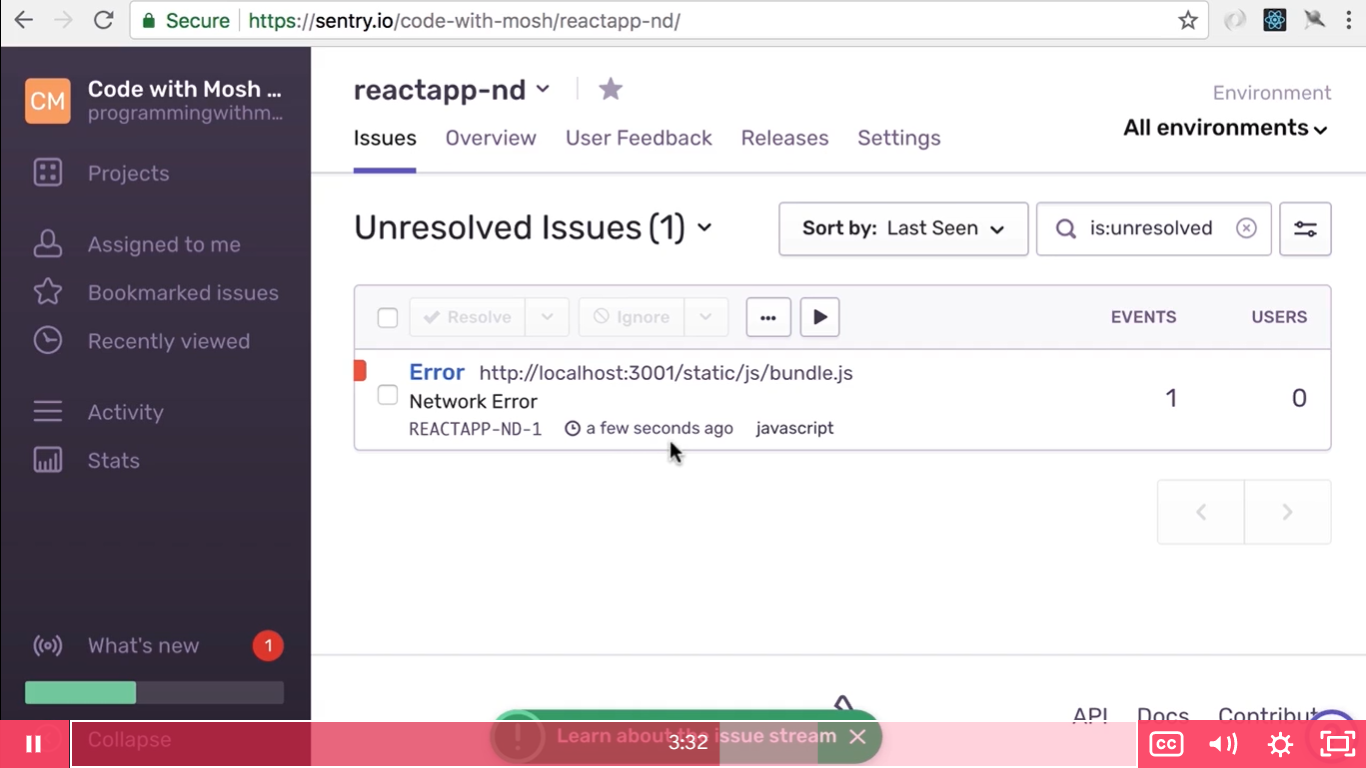 Secure https://sentry.io/code-with-mosh/reactapp-nd/
CM
Code with Mosh ...
programmingwithm...
Projects
Assigned to me
Bookmarked issues
Recently viewed
Activity
Stats
What's new 1
Collapse
reactapp-nd
Environment
All environments
Issues Overview User Feedback Releases Settings
Unresolved Issues (1)
Sort by: Last Seen
is:unresolved
Resolve Ignore EVENTS USERS
Error http://localhost:3001/static/js/bundle.js
Network Error
REACTAPP-ND-1 a few seconds ago javascript
1 0
API Docs Contribut
Learn about the issue stream
3:32
CC